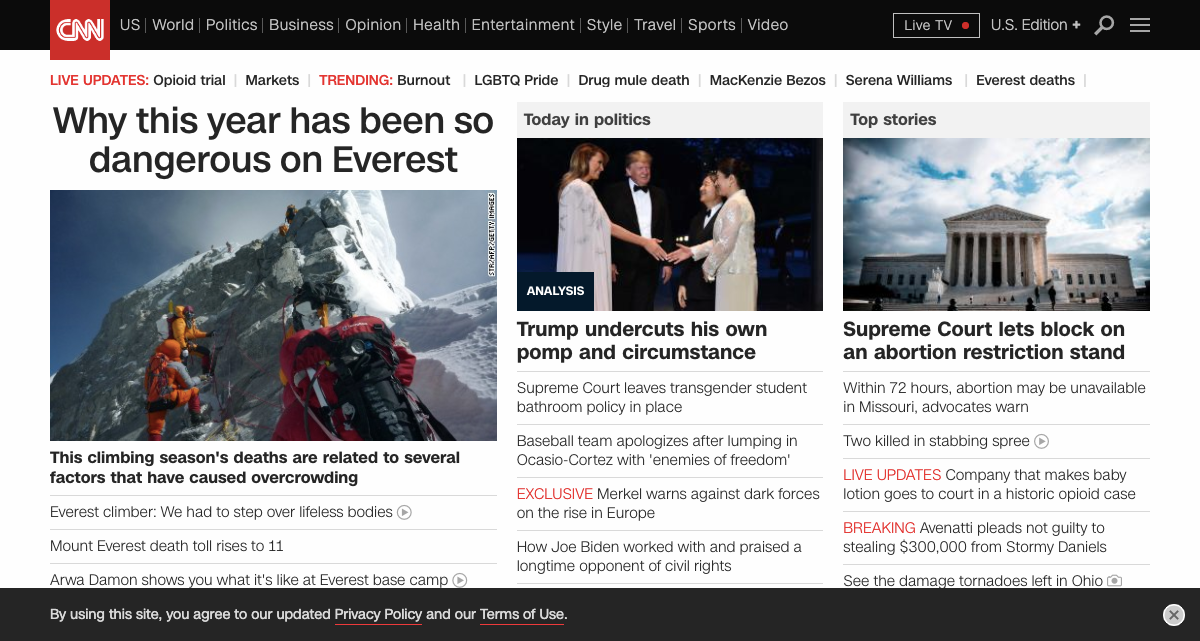 CNN
US World Politics Business Opinion Health Entertainment Style Travel Sports Video
Live TV
U.S. Edition +
LIVE UPDATES: Opioid trial | Markets | TRENDING: Burnout | LGBTQ Pride | Drug mule death | MacKenzie Bezos | Serena Williams | Everest deaths |
Why this year has been so
dangerous on Everest
STR/AFP/GETTY IMAGES
This climbing season's deaths are related to several
factors that have caused overcrowding
Everest climber: We had to step over lifeless bodies
Mount Everest death toll rises to 11
Arwa Damon shows you what it's like at Everest base camp
Today in politics
ANALYSIS
Trump undercuts his own
pomp and circumstance
Supreme Court leaves transgender student
bathroom policy in place
Baseball team apologizes after lumping in
Ocasio-Cortez with 'enemies of freedom'
EXCLUSIVE Merkel warns against dark forces
on the rise in Europe
How Joe Biden worked with and praised a
longtime opponent of civil rights
Top stories
Supreme Court lets block on
an abortion restriction stand
Within 72 hours, abortion may be unavailable
in Missouri, advocates warn
Two killed in stabbing spree
LIVE UPDATES Company that makes baby
lotion goes to court in a historic opioid case
BREAKING Avenatti pleads not guilty to
stealing $300,000 from Stormy Daniels
See the damage tornadoes left in Ohio
By using this site, you agree to our updated Privacy Policy and our Terms of Use.